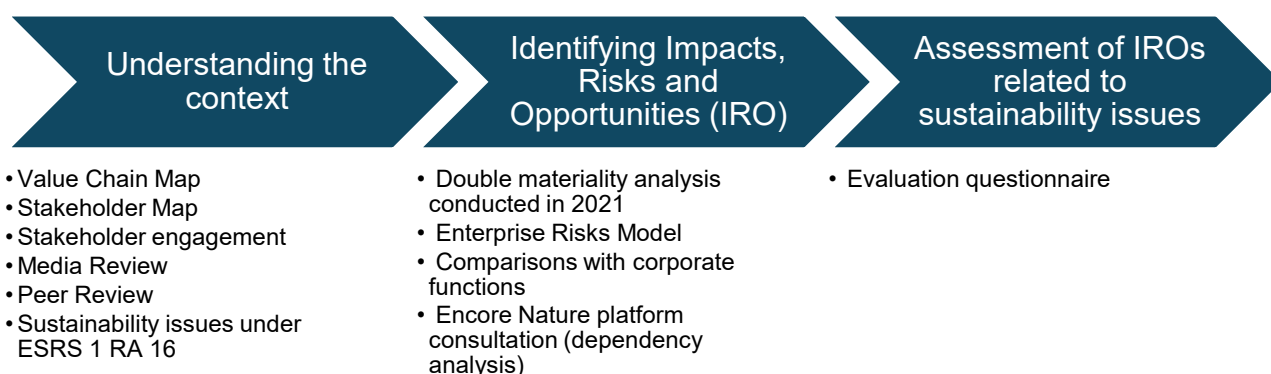 Understanding the
context
Identifying Impacts,
Risks and
Opportunities (IRO)
Assessment of IROs
related to
sustainability issues
• Value Chain Map
• Stakeholder Map
• Stakeholder engagement
• Media Review
• Peer Review
• Sustainability issues under
ESRS 1 RA 16
• Double materiality analysis
conducted in 2021
• Enterprise Risks Model
• Comparisons with corporate
functions
• Encore Nature platform
consultation (dependency
analysis)
• Evaluation questionnaire